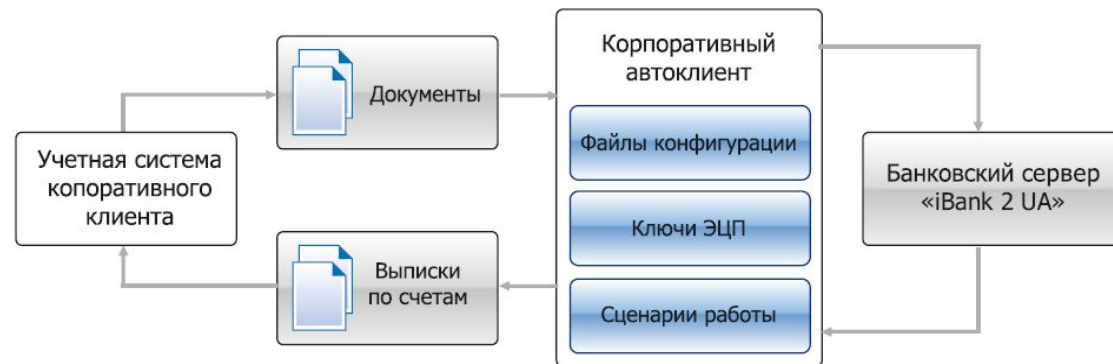 Учетная система
копоративного
клиента
Документы
Выписки
по счетам
Корпоративный
автоклиент
Файлы конфигурации
Ключи ЭЦП
Сценарии работы
Банковский сервер
«iBank 2 UA»